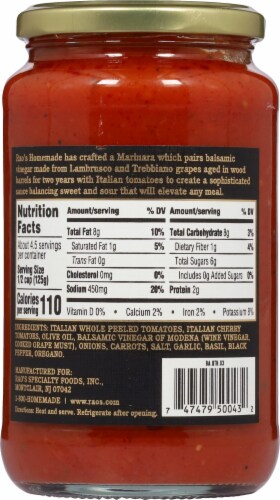 Rao's Homemade has crafted a Marinara which pairs balsamic
vinegar made from Lambrusco and Trebbiano grapes aged in wood
barrels for two years with Italian tomatoes to create a sophisticated
sauce balancing sweet and sour that will elevate any meal.
Nutrition
Facts
About 4.5 servings
per container
Serving Size
1/2 cup (125g)
Calories 110
per serving
Amount/serving % DV
Total Fat 8g 10%
Saturated Fat 1g 5%
Trans Fat 0g
Cholesterol 0mg 0%
Sodium 450mg 20%
Amount/serving % DV
Total Carbohydrate 8g 3%
Dietary Fiber 1g 4%
Total Sugars 6g
Includes 0g Added Sugars 0%
Protein 2g
Vitamin D 0% • Calcium 2% • Iron 2% • Potassium 8%
INGREDIENTS: ITALIAN WHOLE PEELED TOMATOES, ITALIAN CHERRY
TOMATOES, OLIVE OIL, BALSAMIC VINEGAR OF MODENA (WINE VINEGAR,
COOKED GRAPE MUST), ONIONS, CARROTS, SALT, GARLIC, BASIL, BLACK
PEPPER, OREGANO.
MANUFACTURED FOR:
RAO'S SPECIALTY FOODS, INC.,
MONTCLAIR, NJ 07042
1-800-HOMEMADE | www.raos.com
Directions: Heat and serve. Refrigerate after opening.
7 47479 50043 2